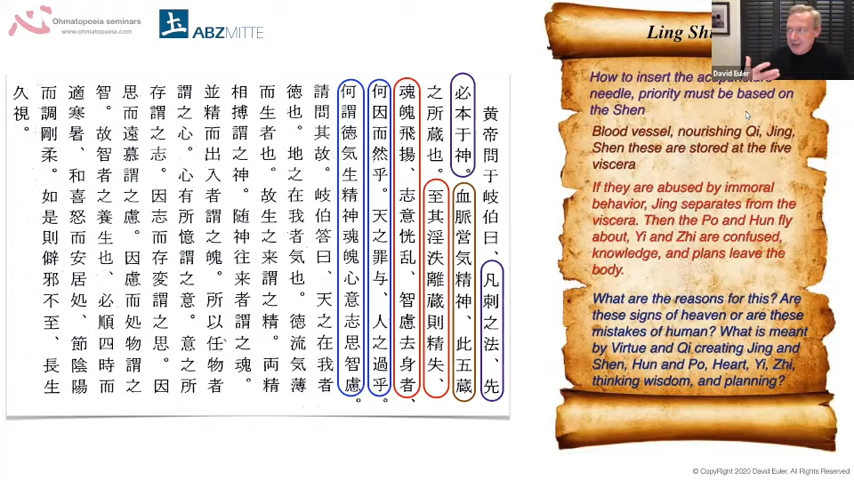 Ohmatopoeia seminars
www.ohmatopoeia.com
ABZMITTE
黄帝問于岐伯曰、凡刺之法、先
必本于神。血脈営気精神、此五蔵
之所蔵也。至其淫泆離蔵則精失、
魂魄飛揚、志意恍乱、智慮去身者、
何因而然乎。天之罪与、人之過乎。
何謂徳気生精神魂魄心意志思智慮。
請問其故。岐伯答曰、天之在我者
徳也。地之在我者気也。徳流気薄
而生者也。故生之来謂之精。両精
相搏謂之神。随神往来者謂之魂。
並精而出入者謂之魄。所以任物者
謂之心。心有所憶謂之意。意之所
存謂之志。因志而存変謂之思。因
思而遠慕謂之慮。因慮而処物謂之
智。故智者之養生也、必順四時而
適寒暑、和喜怒而安居処、節陰陽
而調剛柔。如是則僻邪不至、長生
久視。
Ling
David Euler
How to insert the acupuncture
needle, priority must be based on
the Shen
Blood vessel, nourishing Qi, Jing,
Shen these are stored at the five
viscera
If they are abused by immoral
behavior, Jing separates from the
viscera. Then the Po and Hun fly
about, Yi and Zhi are confused,
knowledge, and plans leave the
body.
What are the reasons for this? Are
these signs of heaven or are these
mistakes of human? What is meant
by Virtue and Qi creating Jing and
Shen, Hun and Po, Heart, Yi, Zhi,
thinking wisdom, and planning?
© CopyRight 2020 David Euler, All Rights Reserved